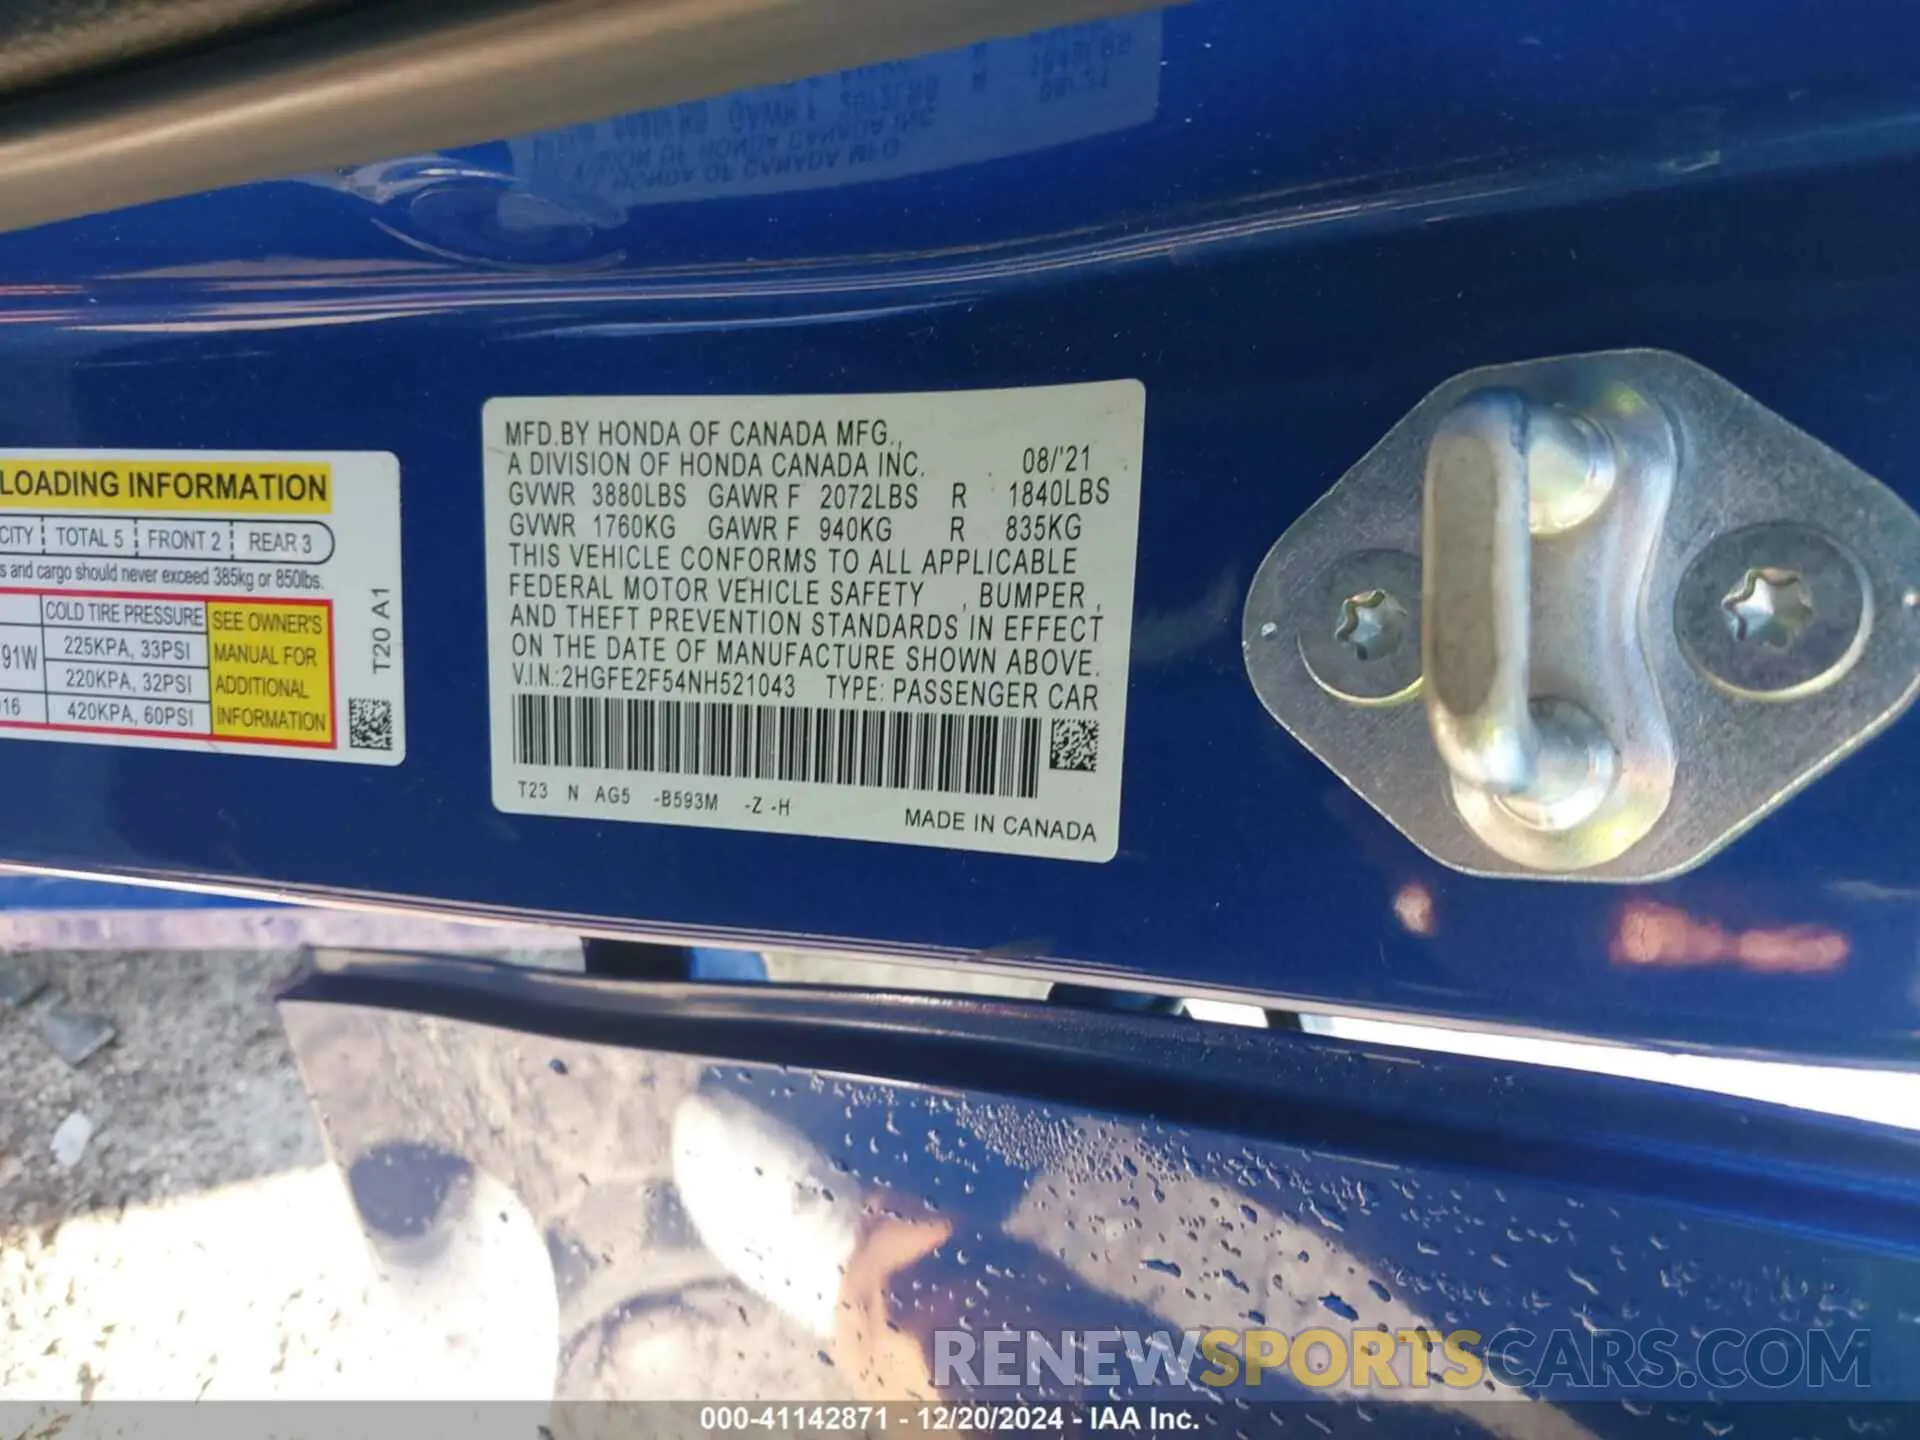 LOADING INFORMATION
CITY TOTAL 5 FRONT 2 REAR 3
s and cargo should never exceed 385kg or 850lbs.
COLD TIRE PRESSURE
91W 225KPA, 33PSI
220KPA, 32PSI
16 420KPA, 60PSI
SEE OWNER'S
MANUAL FOR
ADDITIONAL
INFORMATION
T20 A1
MFD.BY HONDA OF CANADA MFG.,
A DIVISION OF HONDA CANADA INC. 08/'21
GVWR 3880LBS GAWR F 2072LBS R 1840LBS
GVWR 1760KG GAWR F 940KG R 835KG
THIS VEHICLE CONFORMS TO ALL APPLICABLE
FEDERAL MOTOR VEHICLE SAFETY , BUMPER ,
AND THEFT PREVENTION STANDARDS IN EFFECT
ON THE DATE OF MANUFACTURE SHOWN ABOVE.
V.I.N.:2HGFE2F54NH521043 TYPE: PASSENGER CAR
T23 N AG5 -B593M -Z -H
MADE IN CANADA
RENEWSPORTSCARS.COM
000-41142871 - 12/20/2024 - IAA Inc.